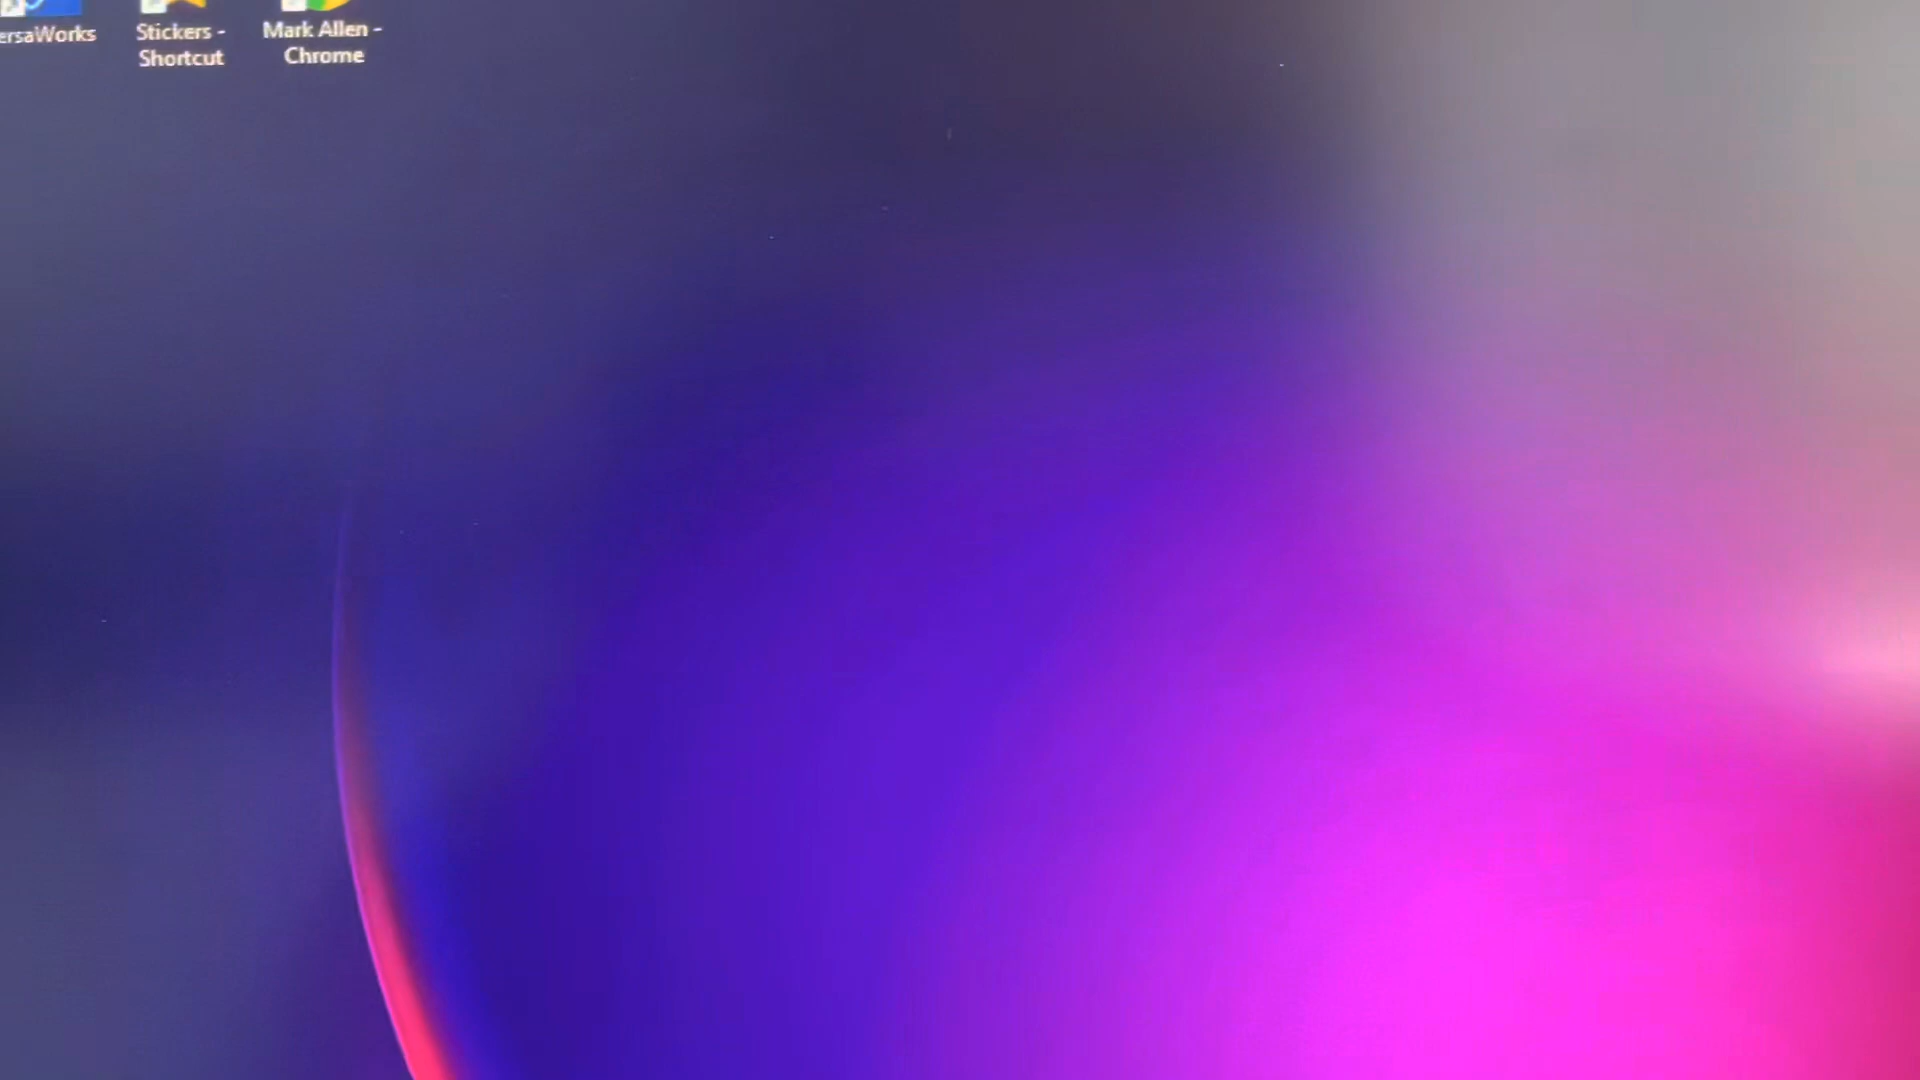 ersaWorks
Stickers -
Shortcut
Mark Allen -
Chrome